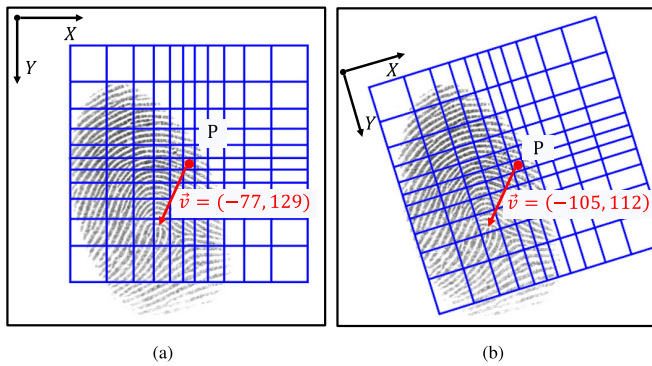 X
Y
P
v⃗ = (−77, 129)
(a)
X
Y
P
v⃗ = (−105, 112)
(b)